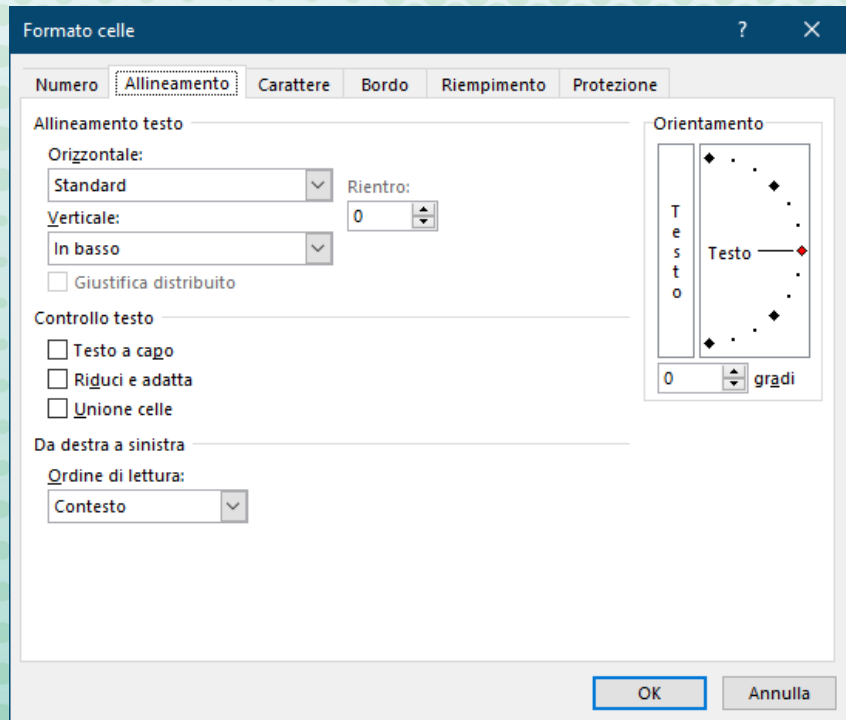 Formato celle ?
Numero Allineamento Carattere Bordo Riempimento Protezione
Allineamento testo
Orizzontale:
Standard
Rientro:
0
Verticale:
In basso
Giustifica distribuito
Controllo testo
Testo a capo
Riduci e adatta
Unione celle
Da destra a sinistra
Ordine di lettura:
Contesto
Orientamento
Testo
Testo
0 gradi
OK Annulla